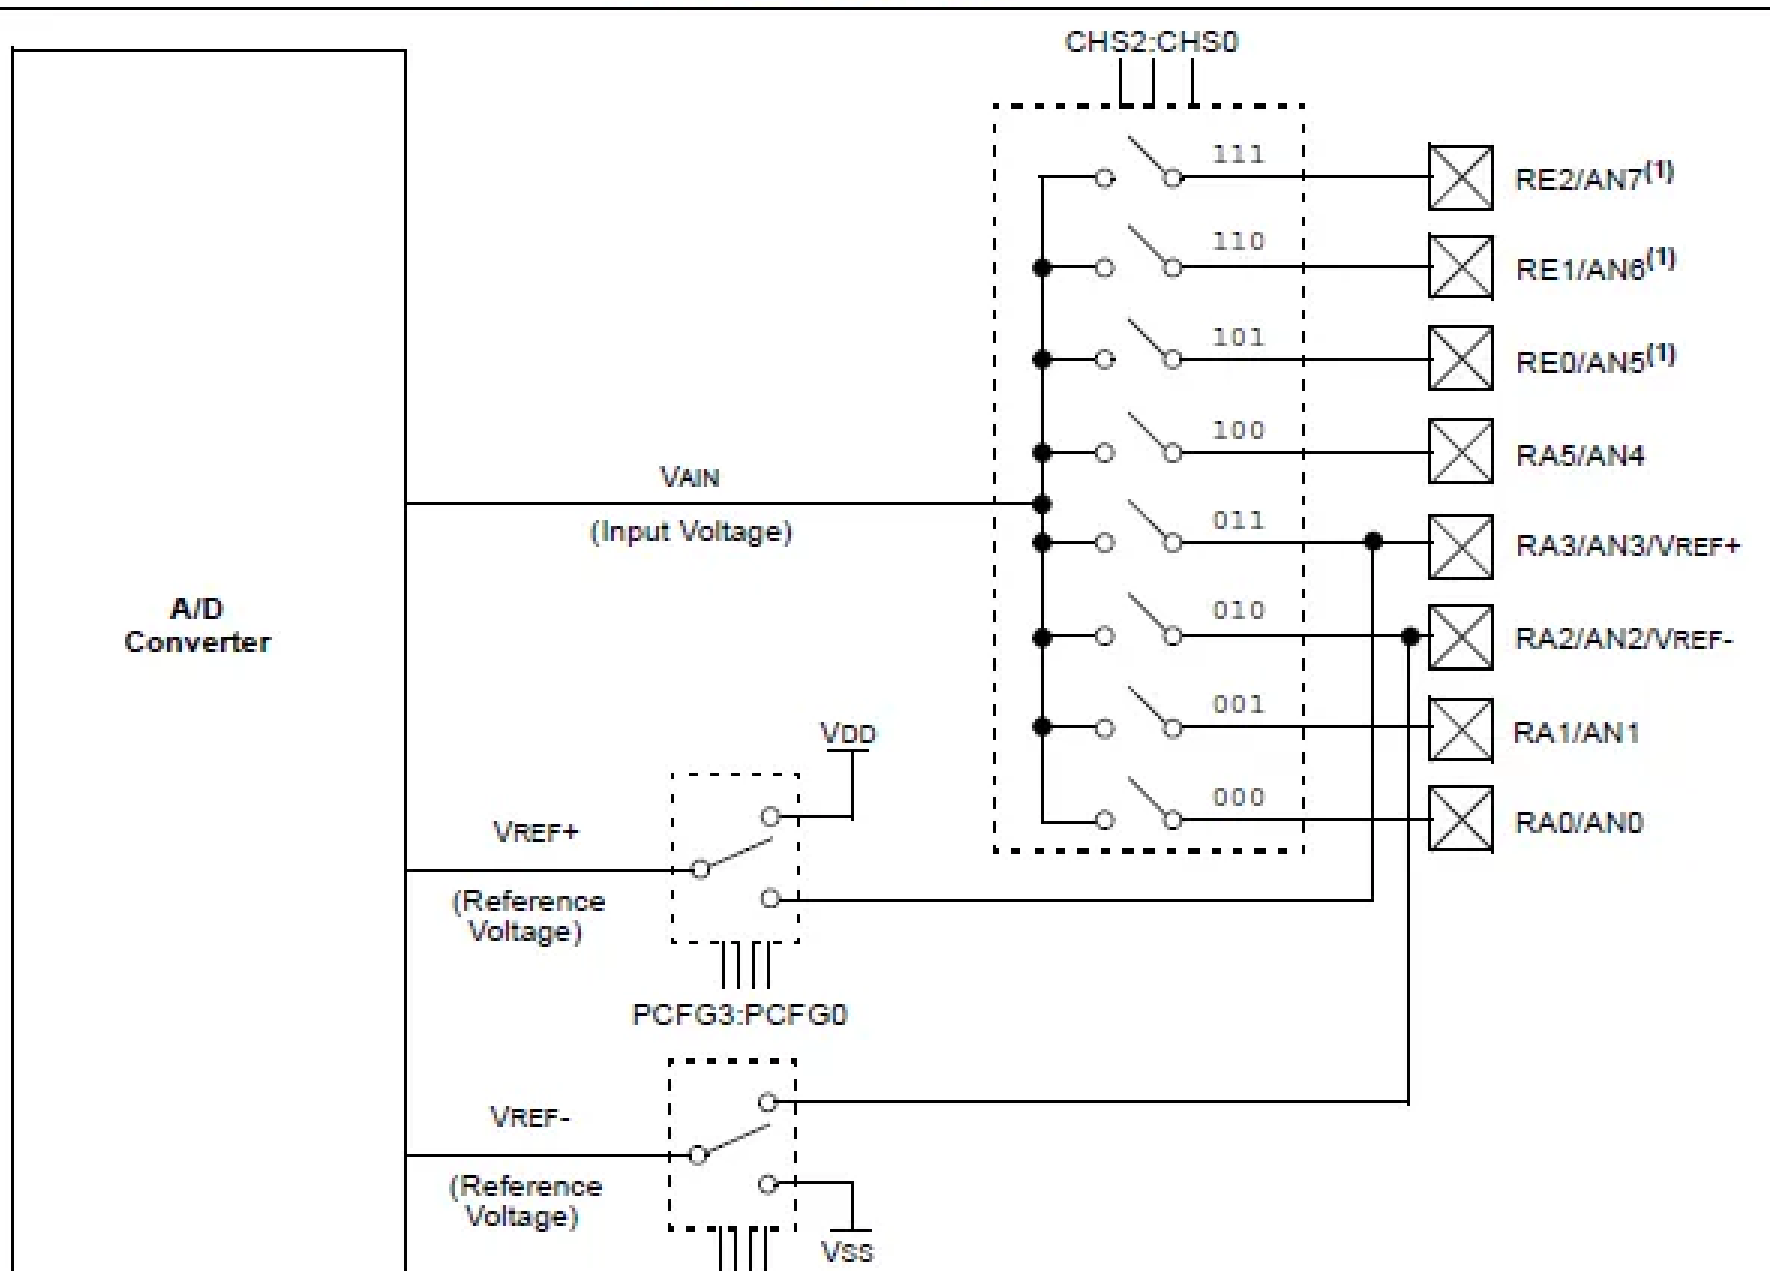 CHS2:CHS0
111
RE2/AN7(1)
110
RE1/AN6(1)
101
RE0/AN5(1)
100
RA5/AN4
VAIN
(Input Voltage)
011
RA3/AN3/VREF+
A/D
Converter
010
RA2/AN2/VREF-
001
RA1/AN1
VDD
000
RA0/AN0
VREF+
(Reference
Voltage)
PCFG3:PCFG0
VREF-
(Reference
Voltage)
VSS